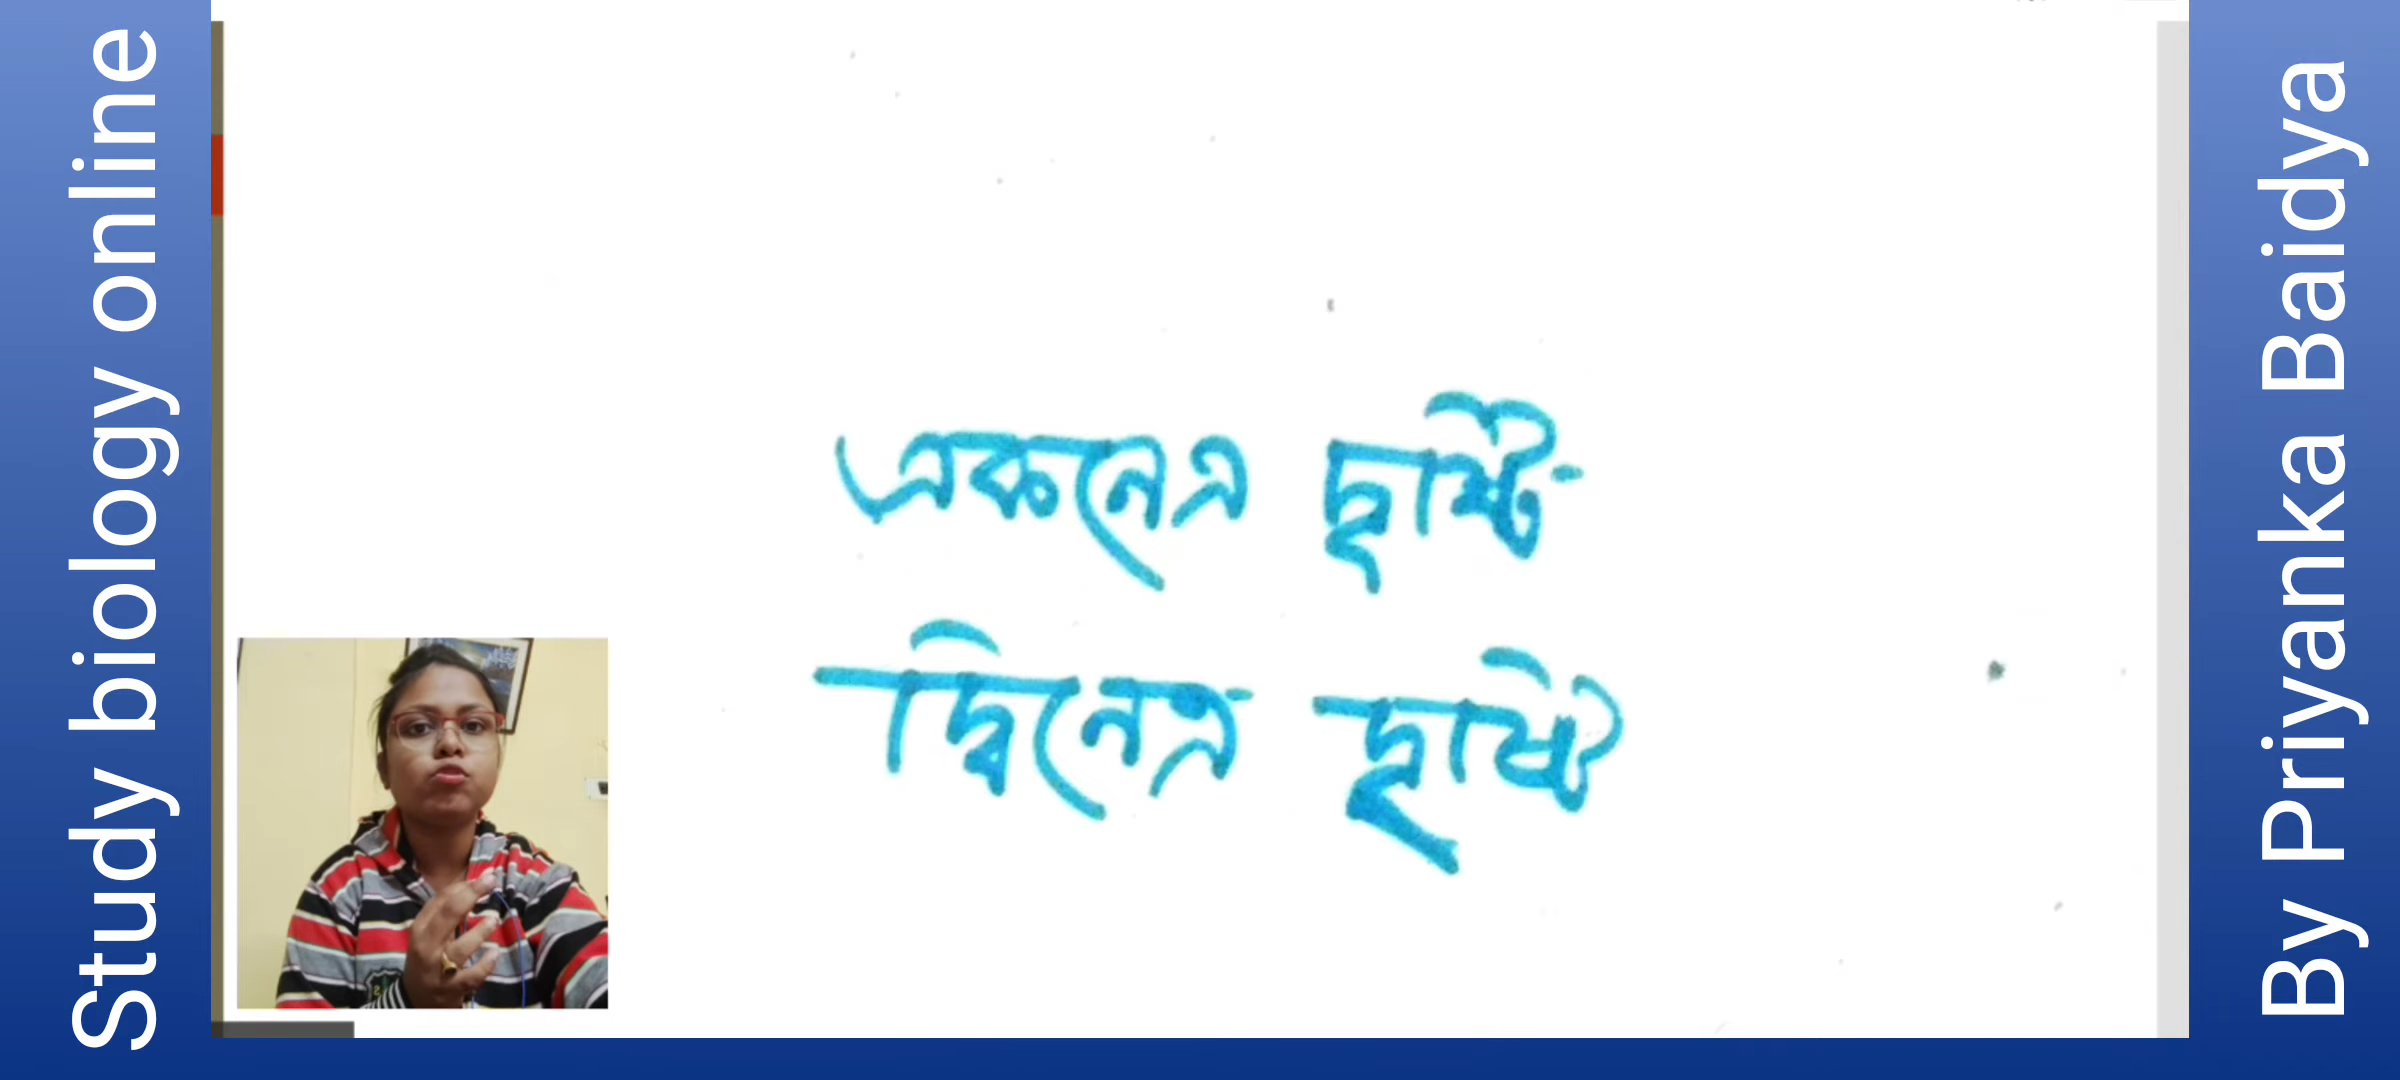 Study biology online
একনেত্র দৃষ্টি
দ্বিনেত্র দৃষ্টি
By Priyanka Baidya